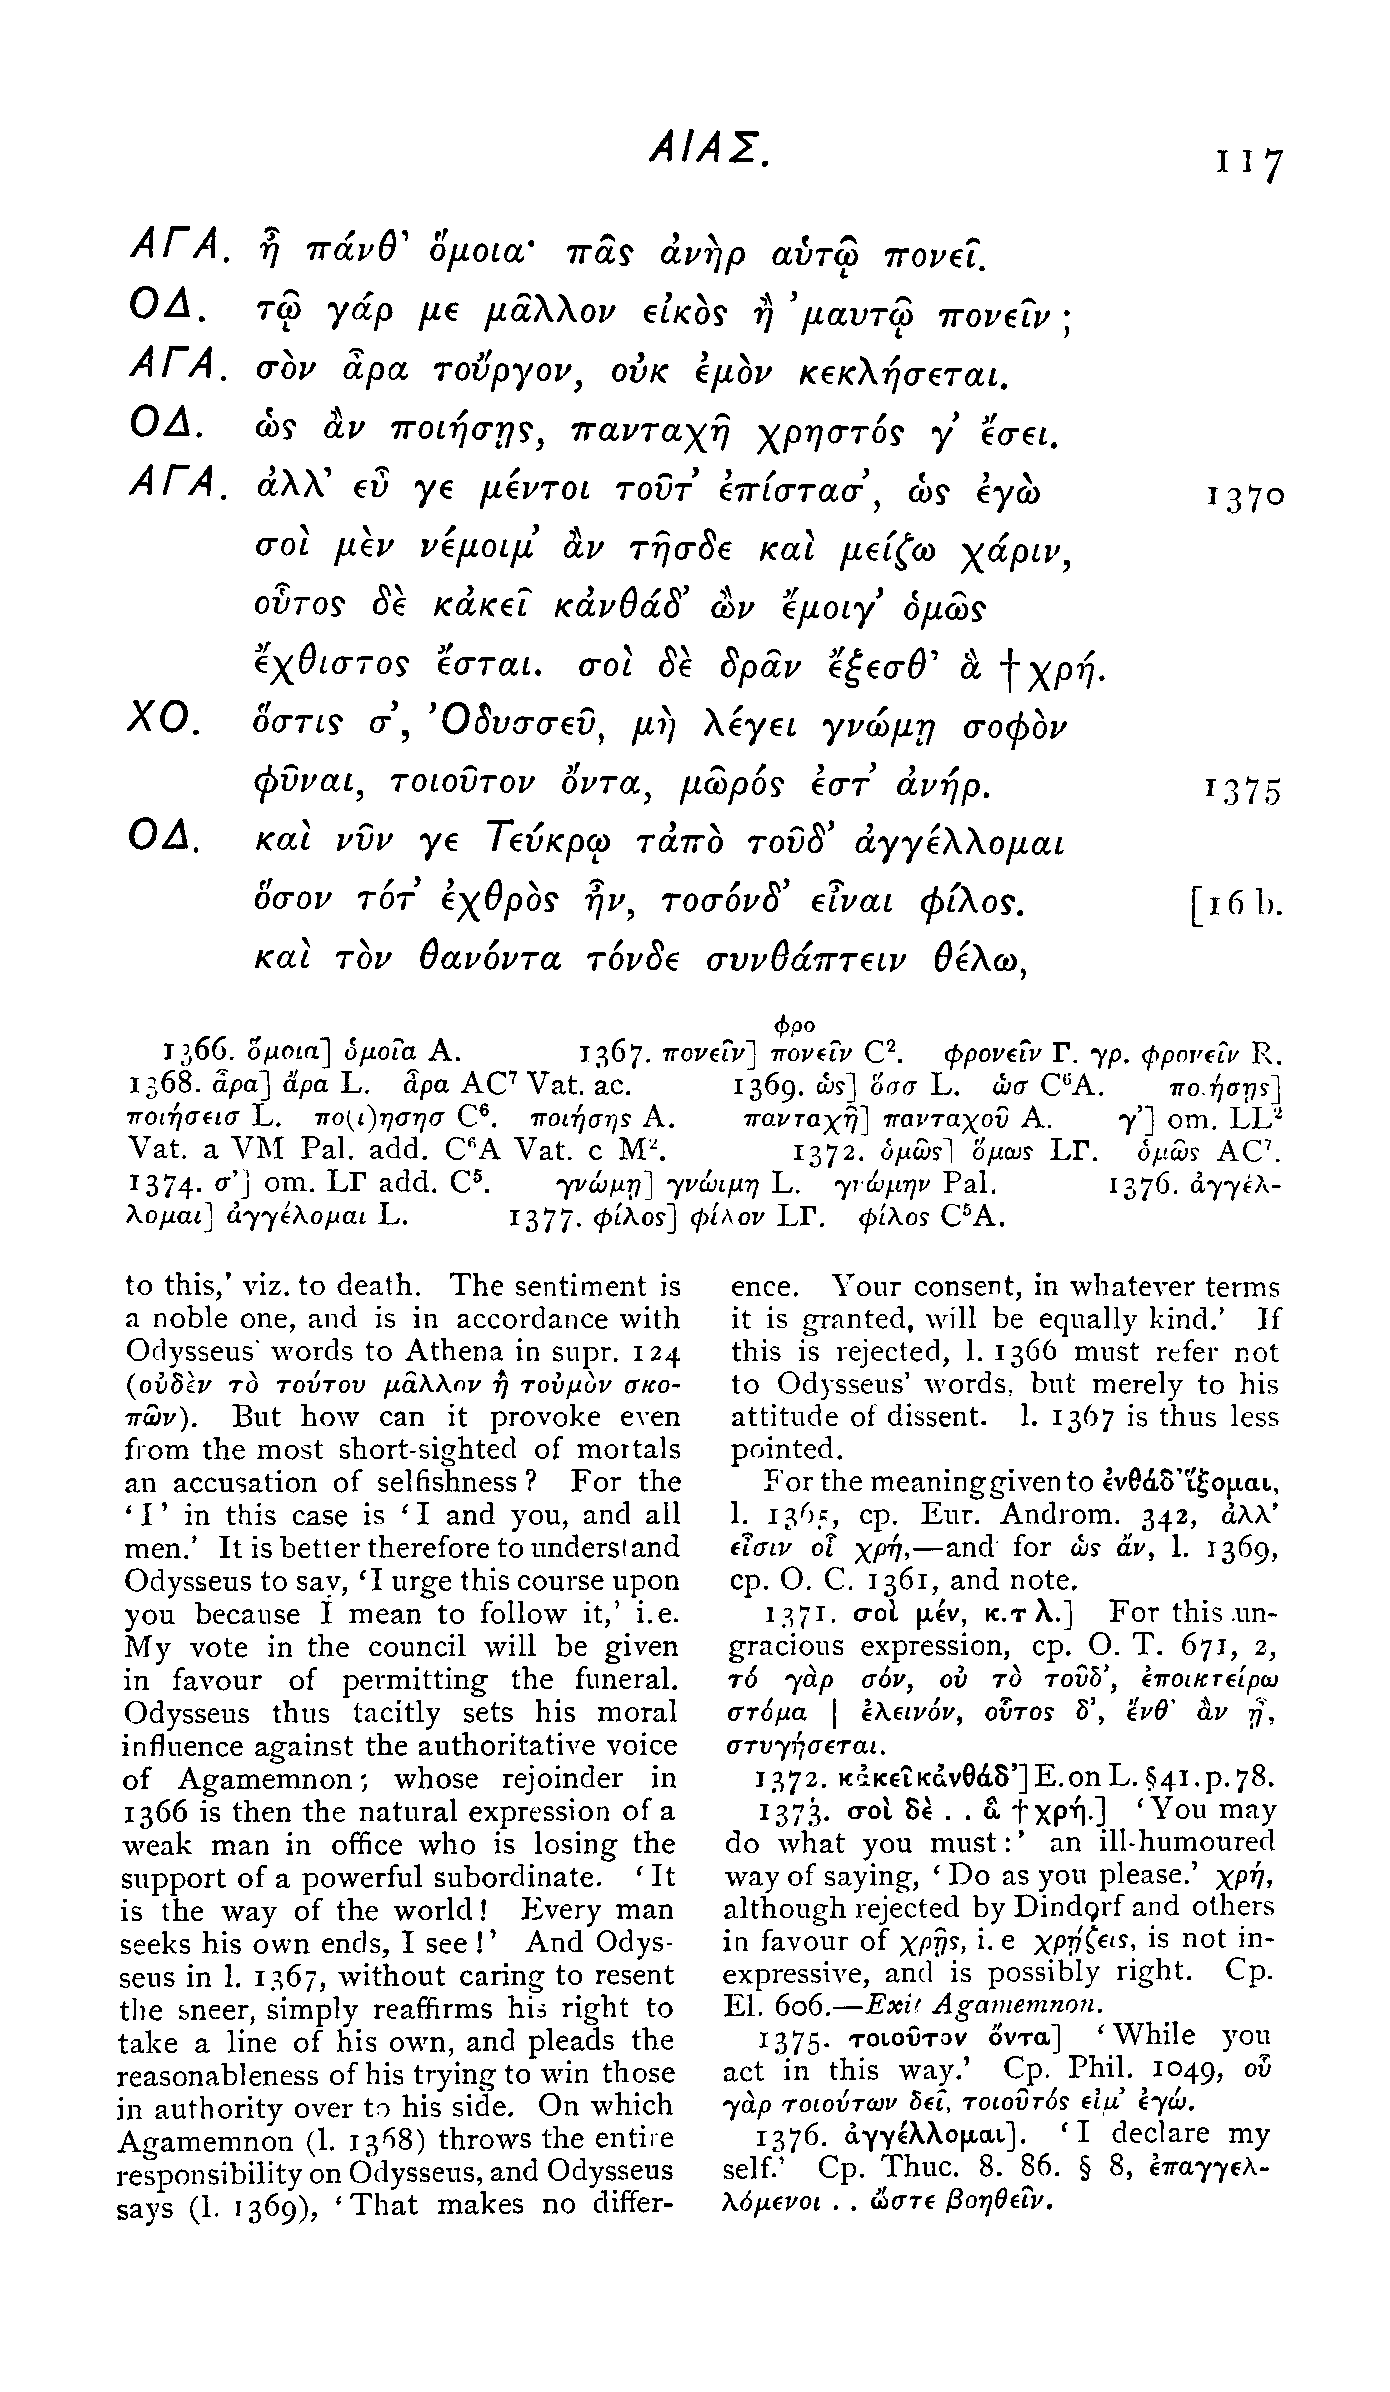 ΑΙΑΣ.
117
ΑΓΑ. ἦ πάνθ' ὅμοια· πᾶς ἀνὴρ αὑτῷ πονεῖ.
ΟΔ. τῷ γάρ με μᾶλλον εἰκὸς ἢ 'μαυτῷ πονεῖν;
ΑΓΑ. σὸν ἆρα τοὔργον, οὐκ ἐμὸν κεκλήσεται.
ΟΔ. ὡς ἂν ποιήσῃς, πανταχῆ χρηστός γ' ἔσει.
ΑΓΑ. ἀλλ' εὖ γε μέντοι τοῦτ' ἐπίστασ', ὡς ἐγὼ 1370
σοὶ μὲν νέμοιμ' ἂν τῆσδε καὶ μείζω χάριν,
οὗτος δὲ κἀκεῖ κἀνθάδ' ὢν ἔμοιγ' ὁμῶς
ἔχθιστος ἔσται. σοὶ δὲ δρᾶν ἔξεσθ' ἃ †χρή.
ΧΟ. ὅστις σ', Ὀδυσσεῦ, μὴ λέγει γνώμῃ σοφὸν
φῦναι, τοιοῦτον ὄντα, μῶρός ἐστ' ἀνήρ. 1375
ΟΔ. καὶ νῦν γε Τεύκρῳ τἀπὸ τοῦδ' ἀγγέλλομαι
ὅσον τότ' ἐχθρὸς ἦν, τοσόνδ' εἶναι φίλος. [16 b.
καὶ τὸν θανόντα τόνδε συνθάπτειν θέλω,
φρο
1366. ὅμοια] ὁμοῖα A. 1367. πονεῖν] πονεῖν C². φρονεῖν Γ. γρ. φρονεῖν R.
1368. ἆρα] ἄρα L. ἆρα AC⁷ Vat. ac. 1369. ὡς] ὅσσ L. ὡσ C⁶A. ποιήσῃς]
ποιήσεισ L. πο(ι)ησησ C⁶. ποιήσης A. πανταχῆ] πανταχοῦ A. γ'] om. LL²
Vat. a VM Pal. add. C⁶A Vat. c M². 1372. ὁμῶς] ὅμως LΓ. ὁμῶς AC⁷.
1374. σ'] om. LΓ add. C⁵. γνώμῃ] γνώιμη L. γνώμην Pal. 1376. ἀγγέλ-
λομαι] ἀγγέλομαι L. 1377. φίλος] φίλον LΓ. φίλος C⁵A.
to this,' viz. to death. The sentiment is
a noble one, and is in accordance with
Odysseus' words to Athena in supr. 124
(οὐδὲν τὸ τούτου μᾶλλον ἢ τοὐμὸν σκο-
πῶν). But how can it provoke even
from the most short-sighted of mortals
an accusation of selfishness? For the
'I' in this case is 'I and you, and all
men.' It is better therefore to understand
Odysseus to say, 'I urge this course upon
you because I mean to follow it,' i.e.
My vote in the council will be given
in favour of permitting the funeral.
Odysseus thus tacitly sets his moral
influence against the authoritative voice
of Agamemnon; whose rejoinder in
1366 is then the natural expression of a
weak man in office who is losing the
support of a powerful subordinate. 'It
is the way of the world! Every man
seeks his own ends, I see!' And Odys-
seus in l. 1367, without caring to resent
the sneer, simply reaffirms his right to
take a line of his own, and pleads the
reasonableness of his trying to win those
in authority over to his side. On which
Agamemnon (l. 1368) throws the entire
responsibility on Odysseus, and Odysseus
says (l. 1369), 'That makes no differ-
ence. Your consent, in whatever terms
it is granted, will be equally kind.' If
this is rejected, l. 1366 must refer not
to Odysseus' words, but merely to his
attitude of dissent. l. 1367 is thus less
pointed.
For the meaning given to ἐνθάδ' ἵξομαι,
l. 1365, cp. Eur. Androm. 342, ἀλλ'
εἶσιν οἷ χρή,—and for ὡς ἄν, l. 1369,
cp. O. C. 1361, and note.
1371. σοὶ μέν, κ.τ λ.] For this un-
gracious expression, cp. O. T. 671, 2,
τό γὰρ σόν, οὐ τὸ τοῦδ', ἐποικτείρω
στόμα | ἐλεινόν, οὗτος δ', ἔνθ' ἂν ᾖ,
στυγήσεται.
1372. κἀκεῖ κἀνθάδ'] E. on L. § 41. p. 78.
1373. σοὶ δὲ . . ἃ †χρή.] 'You may
do what you must:' an ill-humoured
way of saying, 'Do as you please.' χρή,
although rejected by Dindorf and others
in favour of χρῇς, i. e χρῄζεις, is not in-
expressive, and is possibly right. Cp.
El. 606.—Exit Agamemnon.
1375. τοιοῦτον ὄντα] 'While you
act in this way.' Cp. Phil. 1049, οὗ
γὰρ τοιούτων δεῖ, τοιοῦτός εἰμ' ἐγώ.
1376. ἀγγέλλομαι]. 'I declare my
self.' Cp. Thuc. 8. 86. § 8, ἐπαγγελ-
λόμενοι . . ὥστε βοηθεῖν.